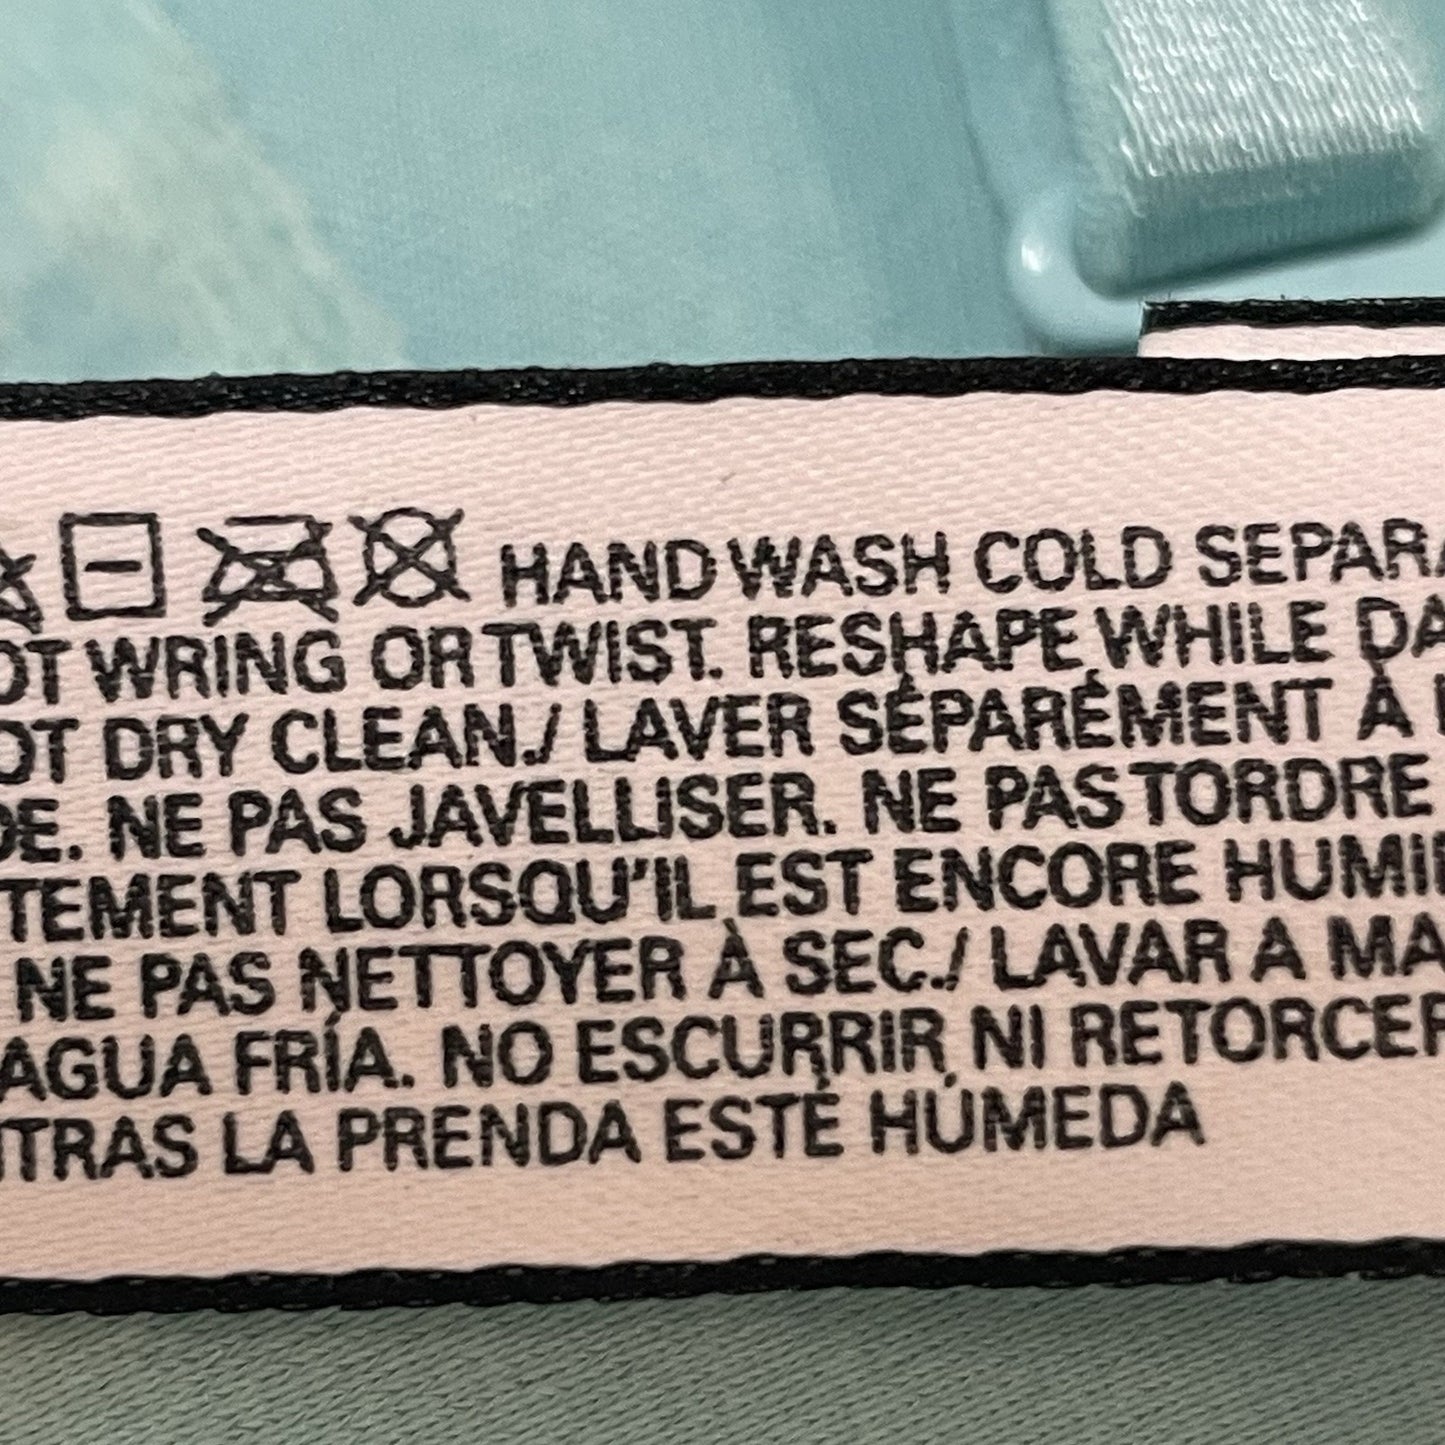 HAND WASH COLD SEPARA
OT WRING OR TWIST. RESHAPE WHILE DA
OT DRY CLEAN./ LAVER SÉPARÉMENT À L
DE. NE PAS JAVELLISER. NE PAS TORDRE
TEMENT LORSQU'IL EST ENCORE HUMI
NE PAS NETTOYER À SEC./ LAVAR A MA
AGUA FRÍA. NO ESCURRIR NI RETORCER
NTRAS LA PRENDA ESTÉ HÚMEDA